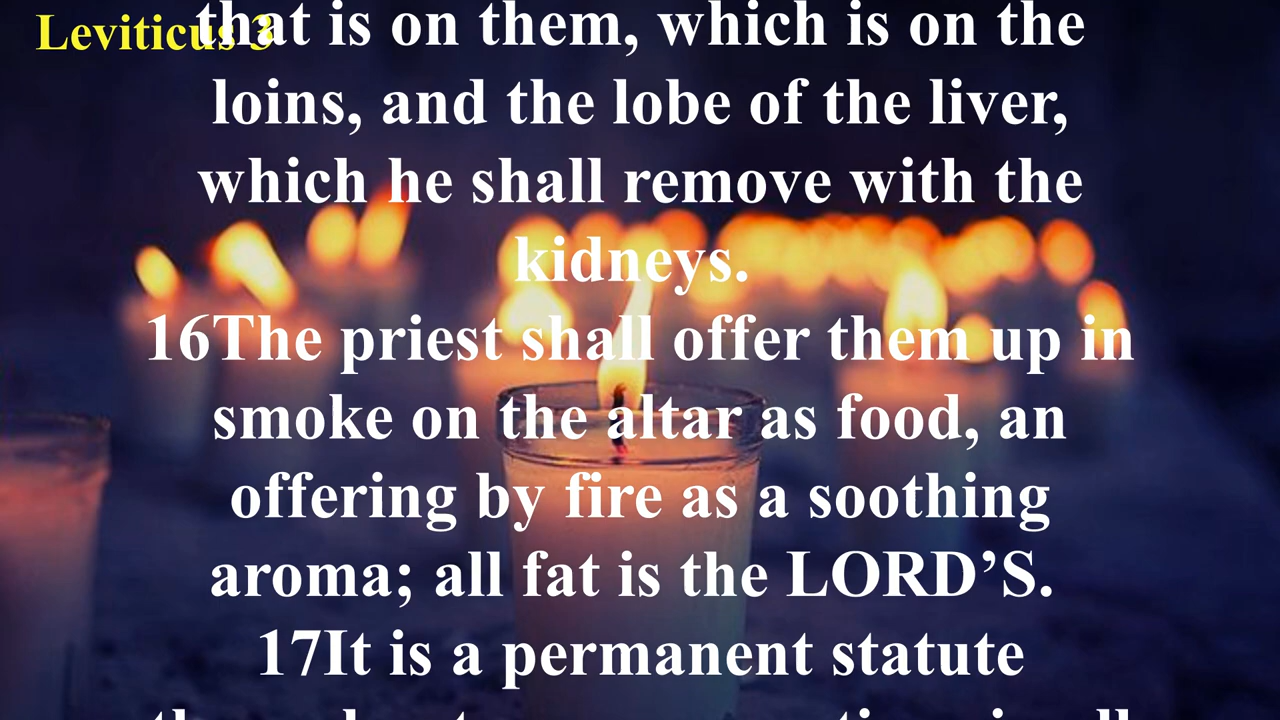 Leviticus 3
that is on them, which is on the
loins, and the lobe of the liver,
which he shall remove with the
kidneys.
16The priest shall offer them up in
smoke on the altar as food, an
offering by fire as a soothing
aroma; all fat is the LORD’S.
17It is a permanent statute